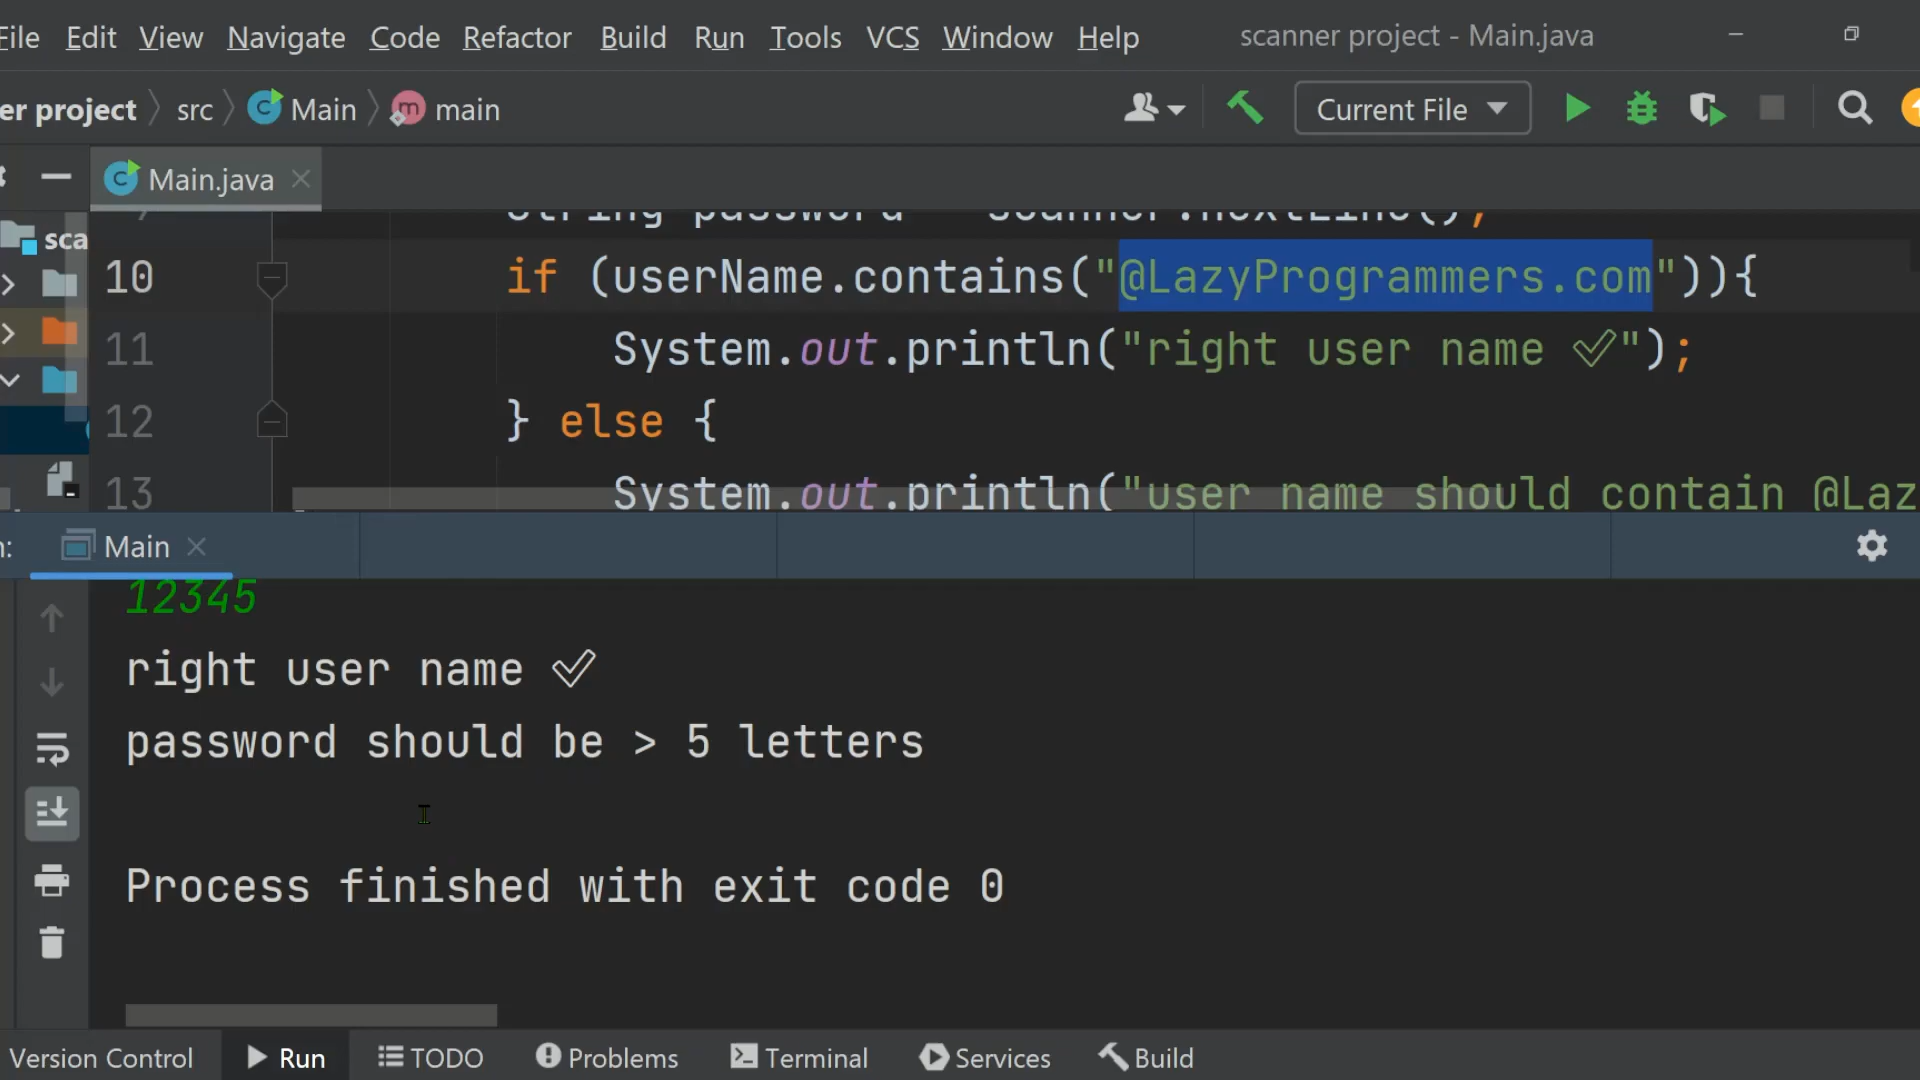 File Edit View Navigate Code Refactor Build Run Tools VCS Window Help scanner project - Main.java
er project src Main main Current File
Main.java
String password = scanner.nextLine();
sca
10 if (userName.contains("@LazyProgrammers.com")){
11 System.out.println("right user name ✅");
12 } else {
13 System.out.println("user name should contain @Laz
n: Main
12345
right user name ✅
password should be > 5 letters
Process finished with exit code 0
Version Control Run TODO Problems Terminal Services Build